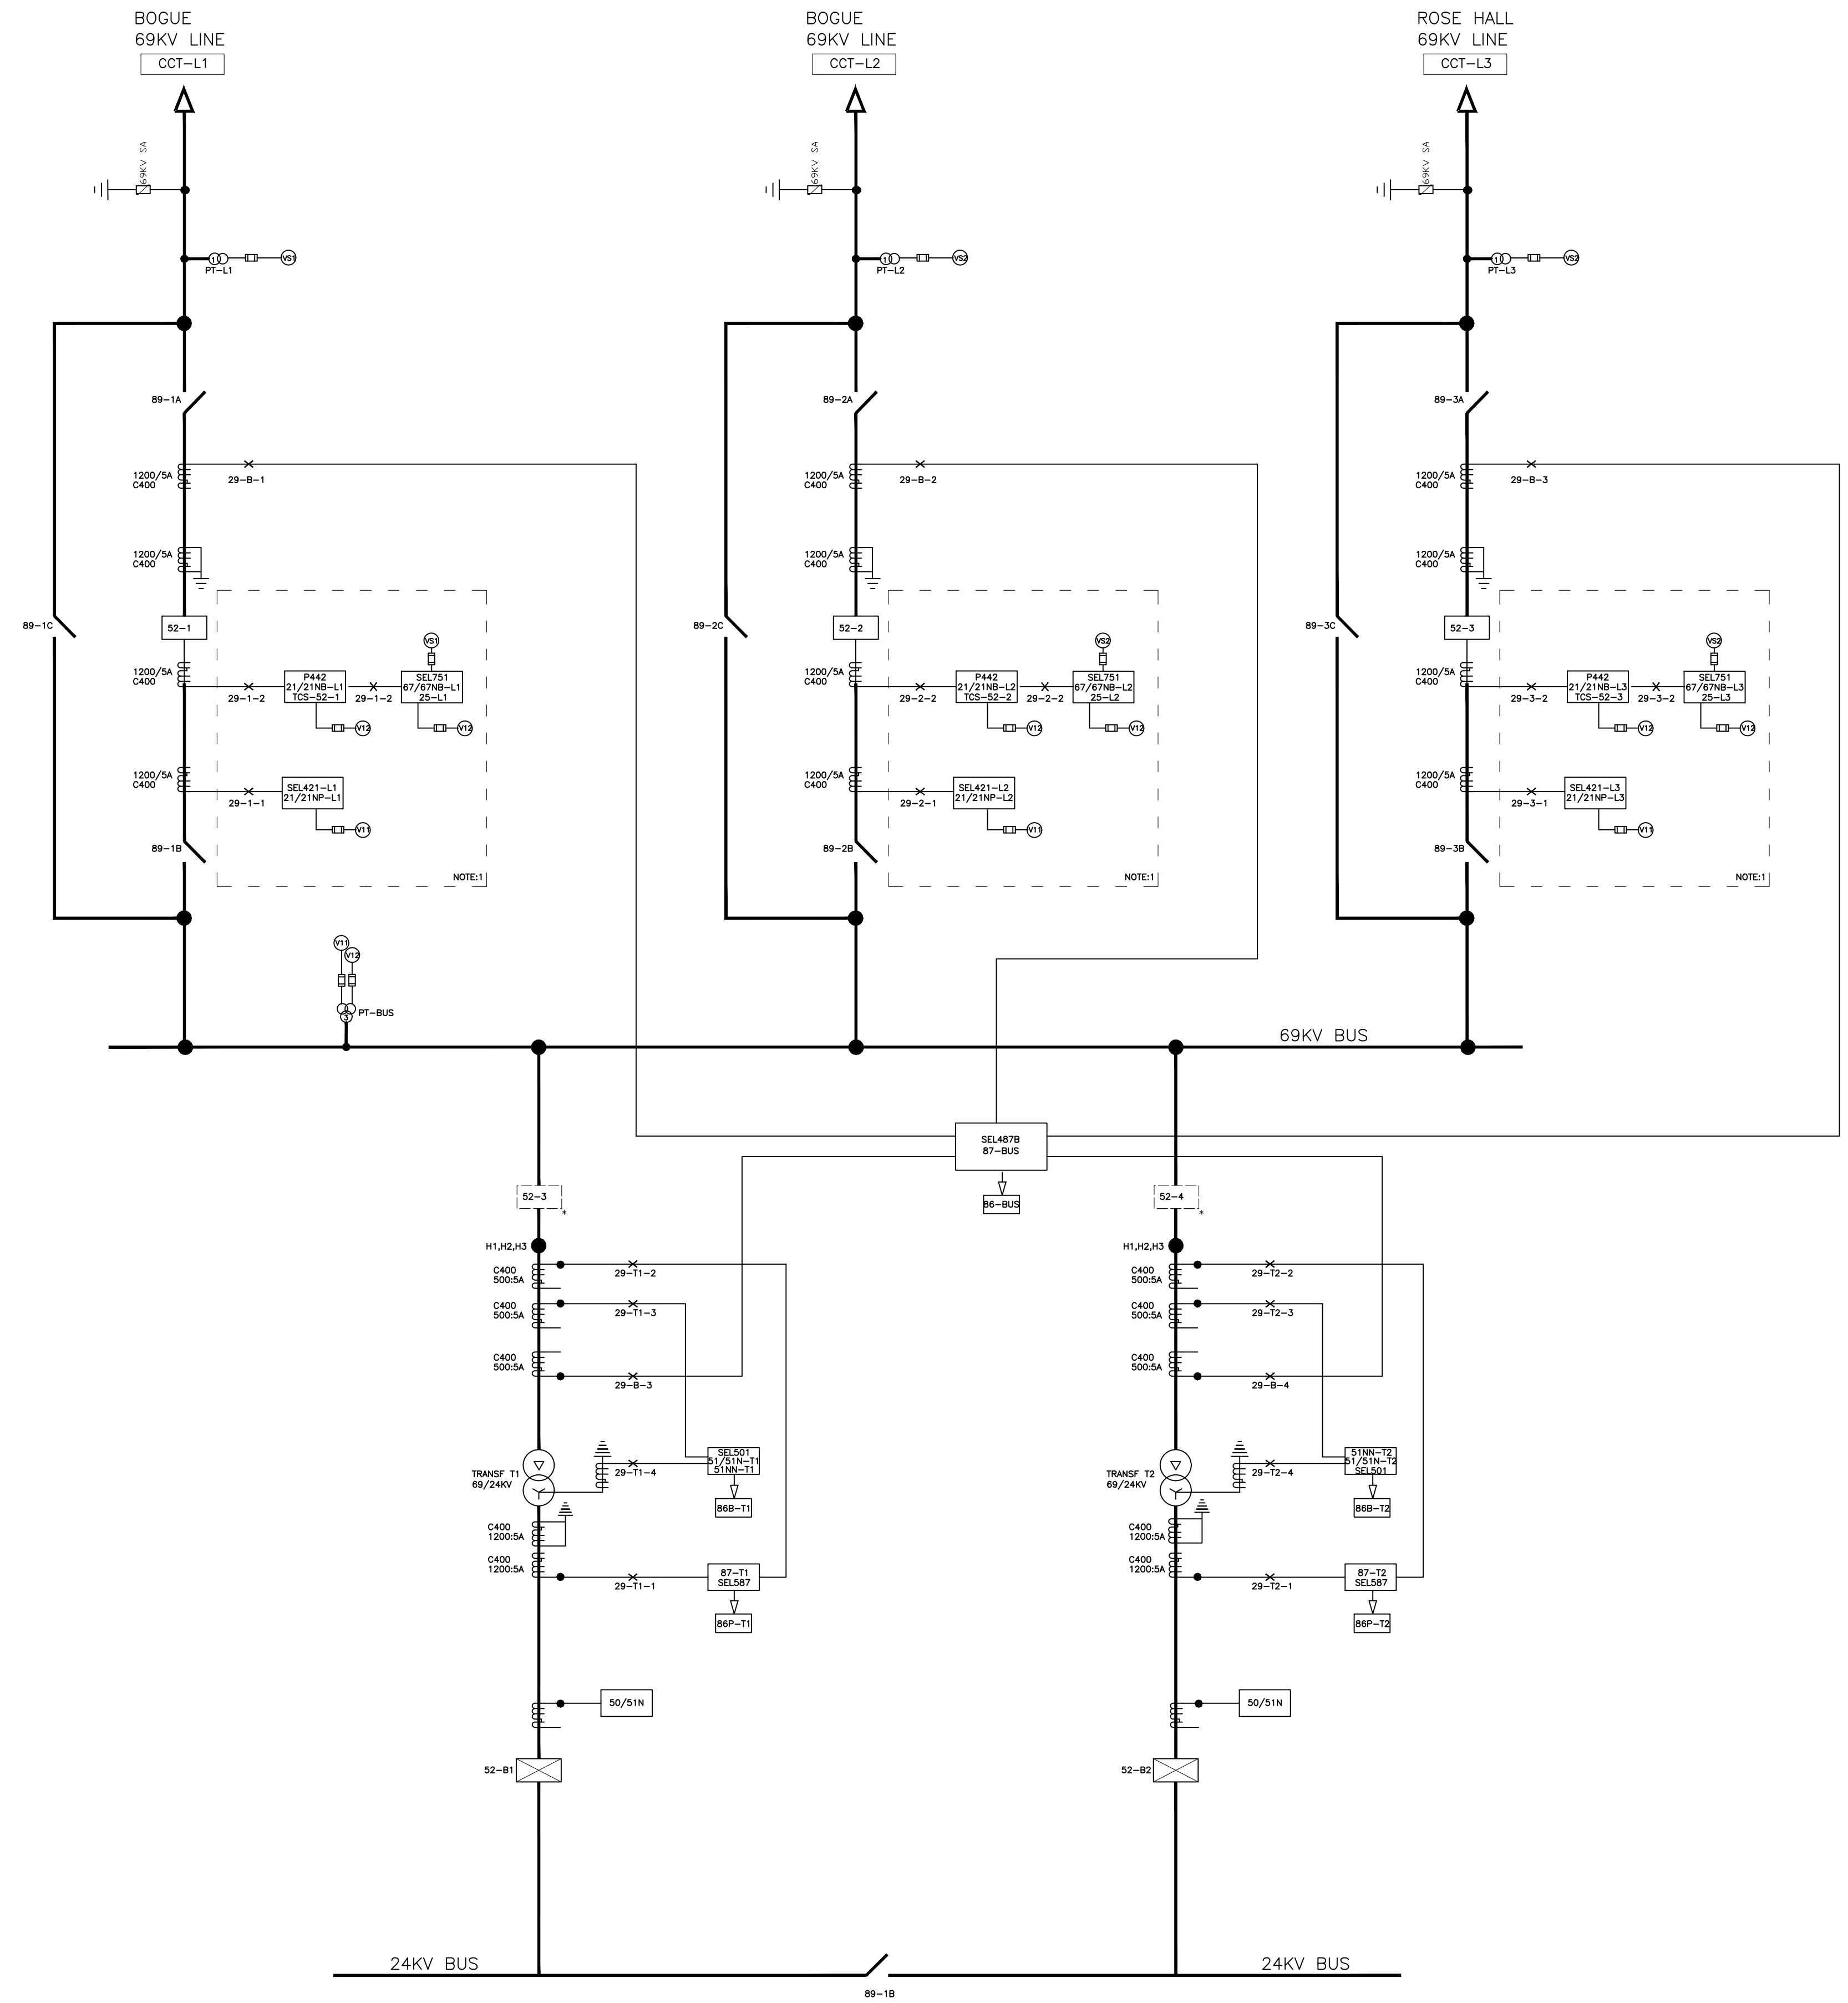 BOGUE
69KV LINE
CCT-L1
BOGUE
69KV LINE
CCT-L2
ROSE HALL
69KV LINE
CCT-L3
69KV SA
69KV SA
69KV SA
1
VS1
PT-L1
1
VS2
PT-L2
1
VS2
PT-L3
89-1A
89-2A
89-3A
1200/5A
C400
29-B-1
1200/5A
C400
29-B-2
1200/5A
C400
29-B-3
1200/5A
C400
1200/5A
C400
1200/5A
C400
89-1C
52-1
89-2C
52-2
89-3C
52-3
VS1
VS2
VS2
1200/5A
C400
29-1-2
P442
21/21NB-L1
TCS-52-1
29-1-2
SEL751
67/67NB-L1
25-L1
V12
V12
1200/5A
C400
29-2-2
P442
21/21NB-L2
TCS-52-2
29-2-2
SEL751
67/67NB-L2
25-L2
V12
V12
1200/5A
C400
29-3-2
P442
21/21NB-L3
TCS-52-3
29-3-2
SEL751
67/67NB-L3
25-L3
V12
V12
1200/5A
C400
29-1-1
SEL421-L1
21/21NP-L1
V11
1200/5A
C400
29-2-1
SEL421-L2
21/21NP-L2
V11
1200/5A
C400
29-3-1
SEL421-L3
21/21NP-L3
V11
89-1B
NOTE:1
89-2B
NOTE:1
89-3B
NOTE:1
V11
V12
3
PT-BUS
69KV BUS
SEL487B
87-BUS
86-BUS
52-3
*
52-4
*
H1,H2,H3
H1,H2,H3
C400
500:5A
29-T1-2
C400
500:5A
29-T2-2
C400
500:5A
29-T1-3
C400
500:5A
29-T2-3
C400
500:5A
29-B-3
C400
500:5A
29-B-4
TRANSF T1
69/24KV
29-T1-4
SEL501
51/51N-T1
51NN-T1
86B-T1
TRANSF T2
69/24KV
29-T2-4
51NN-T2
51/51N-T2
SEL501
86B-T2
C400
1200:5A
C400
1200:5A
C400
1200:5A
29-T1-1
87-T1
SEL587
86P-T1
C400
1200:5A
29-T2-1
87-T2
SEL587
86P-T2
50/51N
50/51N
52-B1
52-B2
24KV BUS
24KV BUS
89-1B